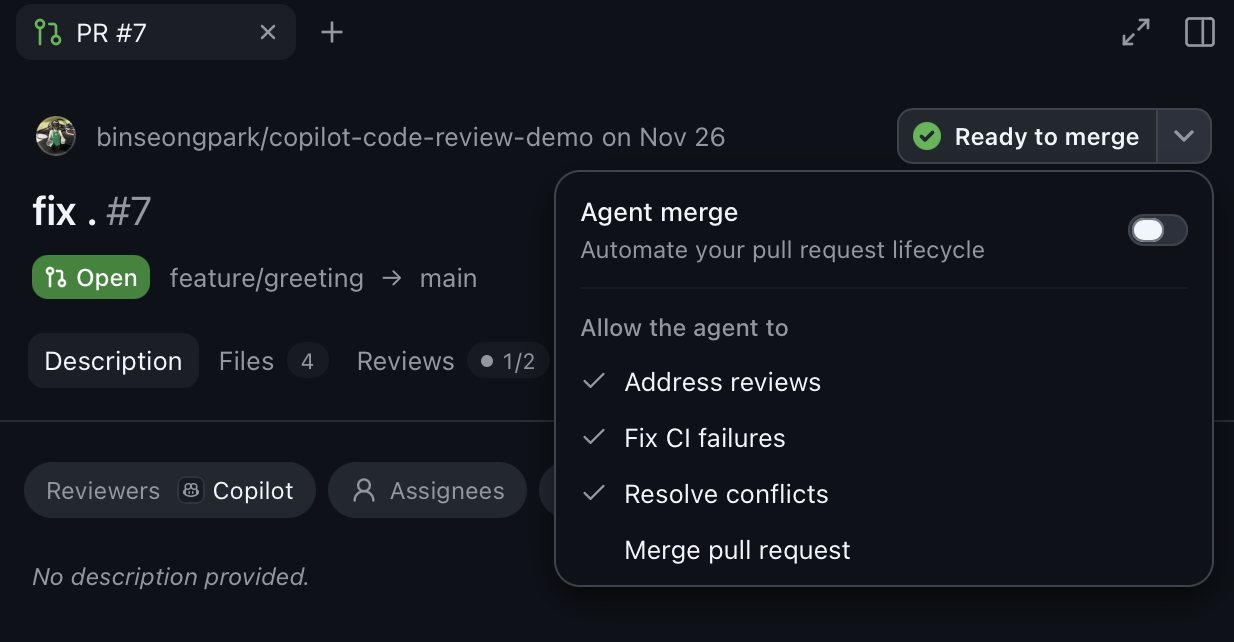 PR #7
binseongpark/copilot-code-review-demo on Nov 26
Ready to merge
fix . #7
Open feature/greeting → main
Description Files 4 Reviews 1/2
Reviewers Copilot Assignees
No description provided.
Agent merge
Automate your pull request lifecycle
Allow the agent to
Address reviews
Fix CI failures
Resolve conflicts
Merge pull request